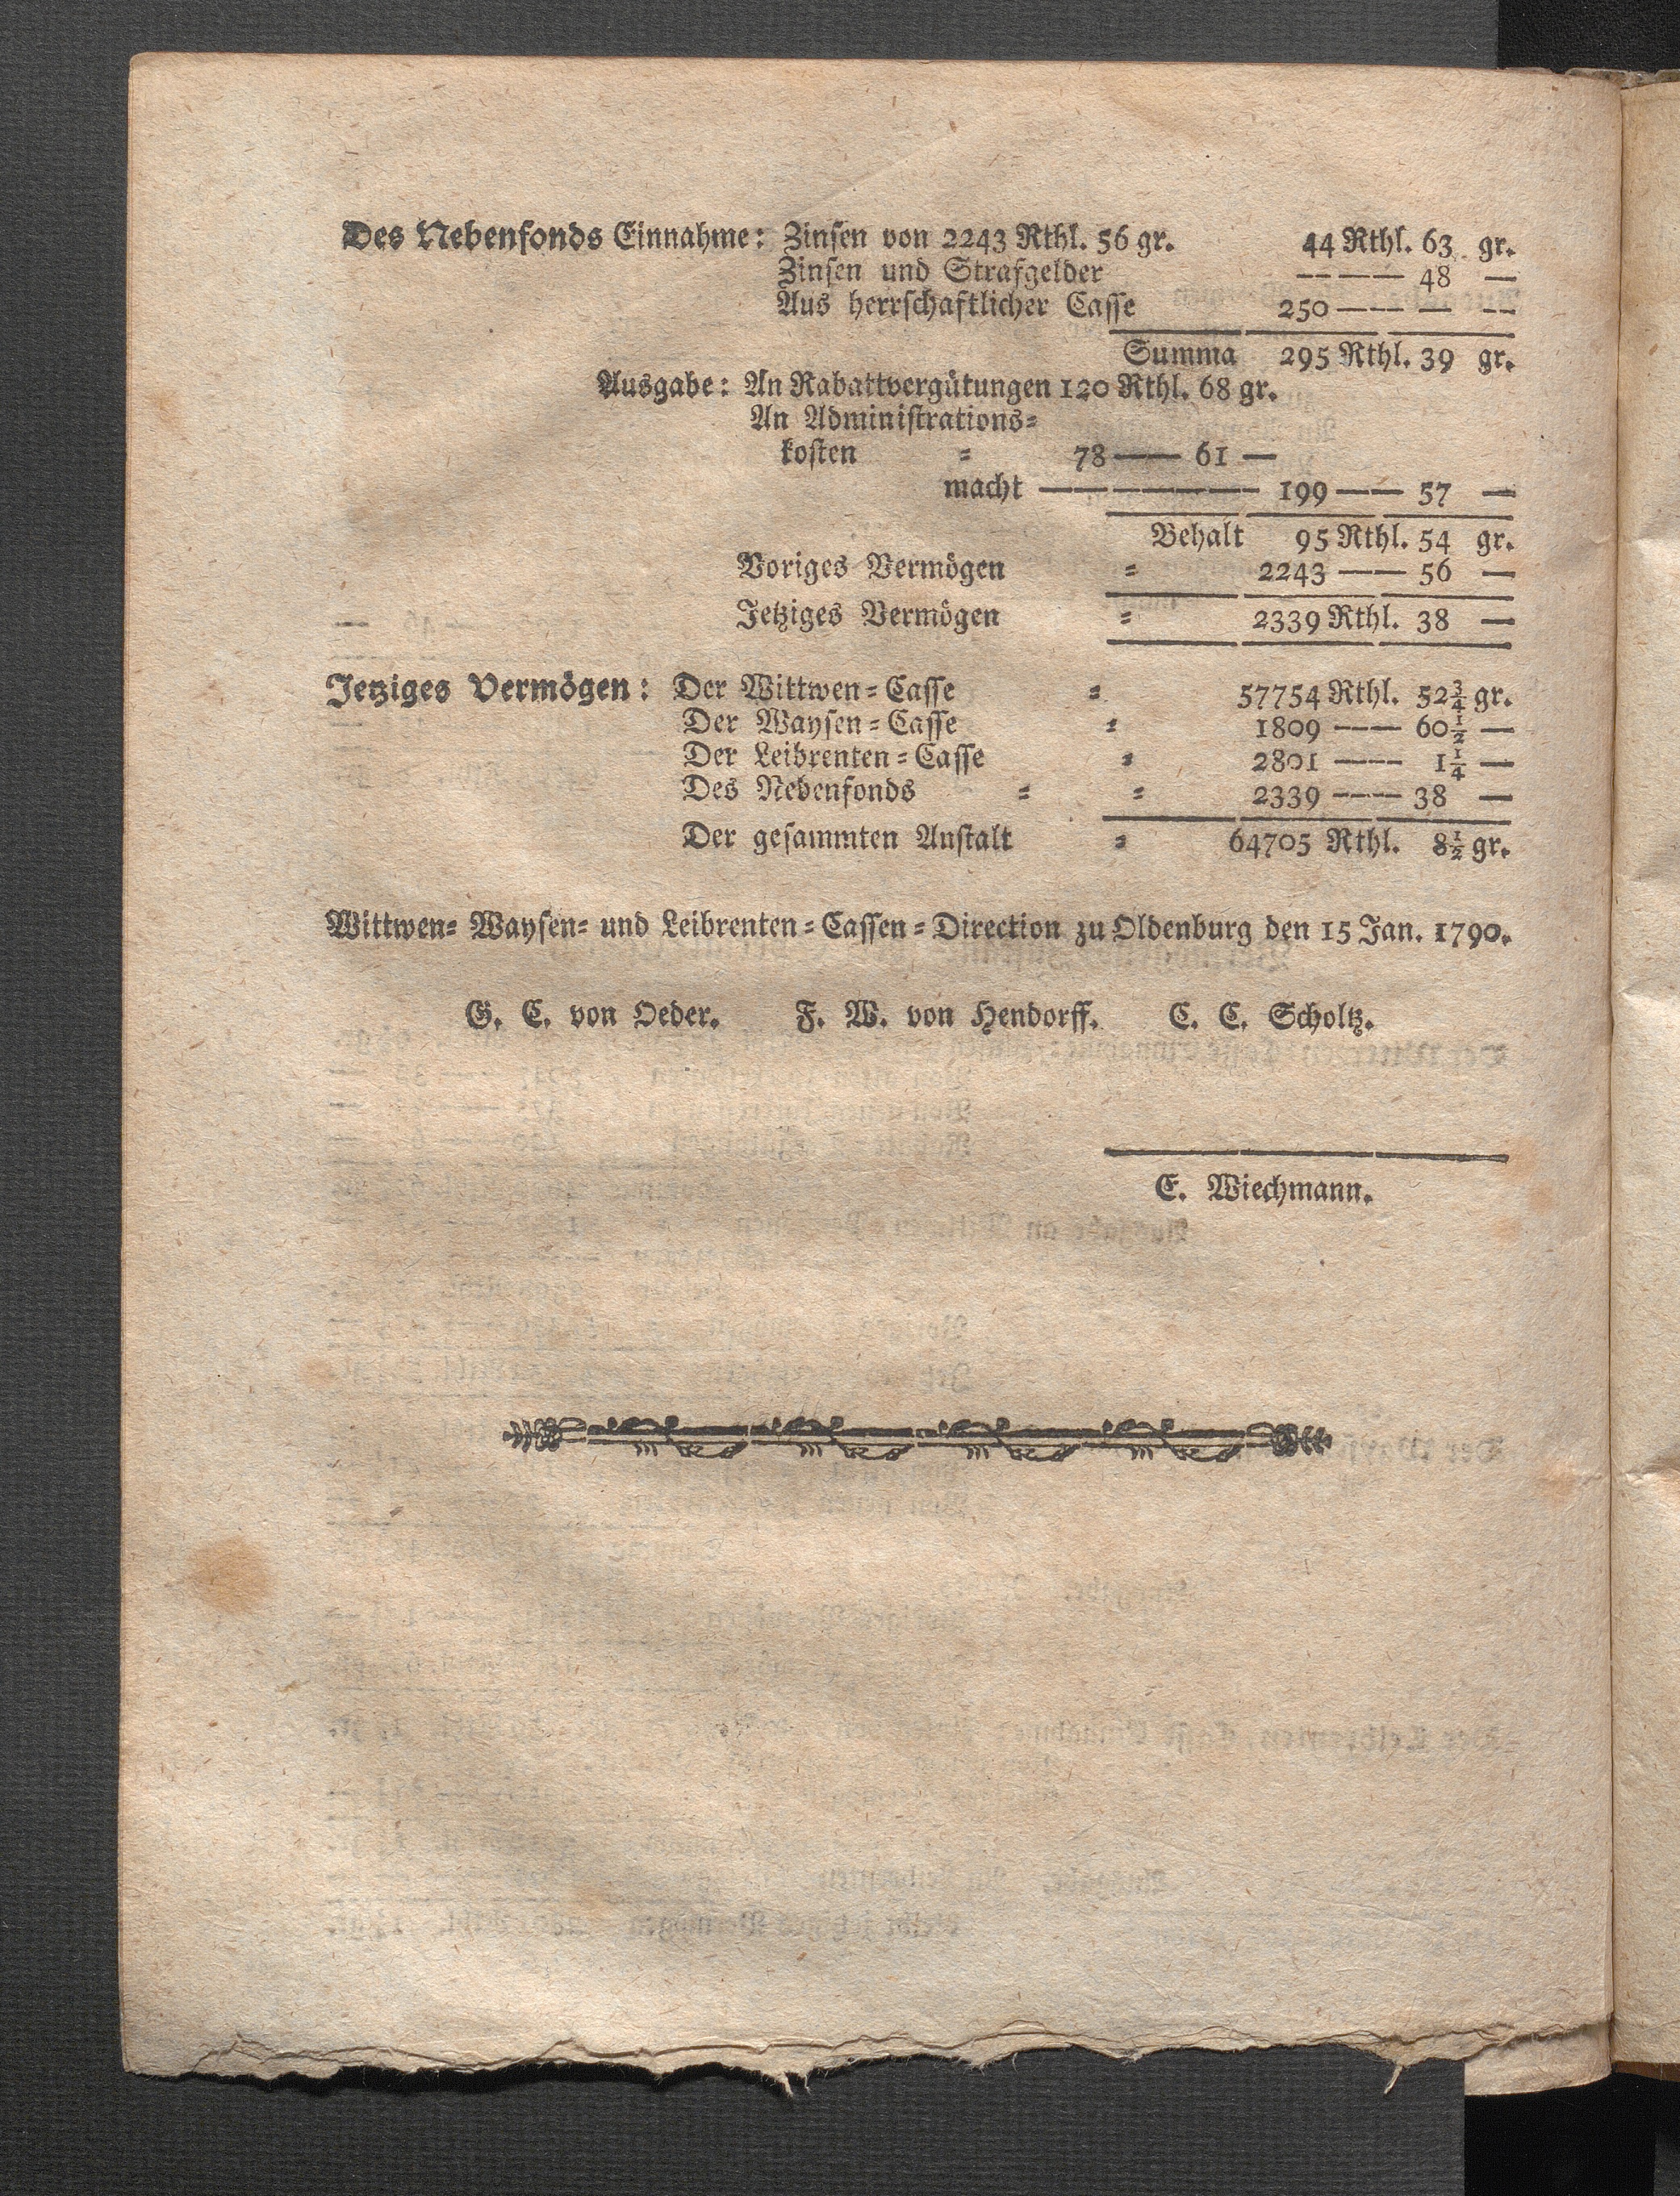 Des Nebenfonds Einnahme: Zinsen von 2243 Rthl. 56 gr. 44 Rthl. 63 gr.
Zinsen und Strafgelder — — — 48 —
Aus herrschaftlicher Casse 250 — — — —
Summa 295 Rthl. 39 gr.
Ausgabe: An Rabattvergütungen 120 Rthl. 68 gr.
An Administrations=
kosten = 78 — — 61 —
macht — — — — — — 199 — — 57 —
Behalt 95 Rthl. 54 gr.
Voriges Vermögen = 2243 — — 56 —
Jetziges Vermögen = 2339 Rthl. 38 —
Jetziges Vermögen: Der Wittwen=Casse = 57754 Rthl. 52¾ gr.
Der Waysen=Casse = 1809 — — 60½ —
Der Leibrenten=Casse = 2801 — — 1¼ —
Des Nebenfonds = = 2339 — — 38 —
Der gesammten Anstalt = 64705 Rthl. 8½ gr.
Wittwen= Waysen= und Leibrenten=Cassen=Direction zu Oldenburg den 15 Jan. 1790.
G. C. von Oeder. F. W. von Hendorff. C. C. Scholtz.
E. Wiechmann.